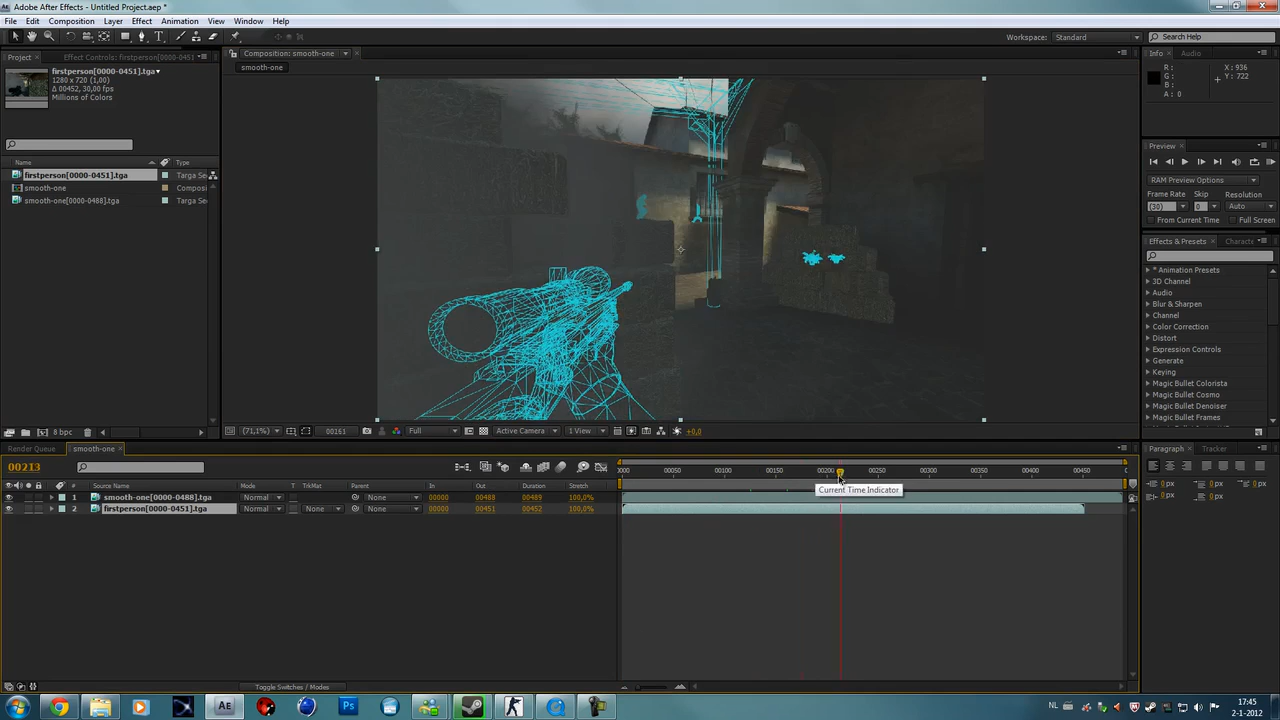 Adobe After Effects - Untitled Project.aep *
File Edit Composition Layer Effect Animation View Window Help
Workspace: Standard Search Help
Project Effect Controls: firstperson[0000-0451] Composition: smooth-one Info Audio
firstperson[0000-0451].tga
1280 x 720 (1,00)
Δ 00452, 30,00 fps
Millions of Colors
smooth-one
R :
G :
B :
A : 0
X : 936
Y : 722
Preview
Name Type
firstperson[0000-0451].tga Targa Se
smooth-one Composi
smooth-one[0000-0488].tga Targa Se
RAM Preview Options
Frame Rate Skip Resolution
(30) 0 Auto
From Current Time Full Screen
Effects & Presets Characte
* Animation Presets
3D Channel
Audio
Blur & Sharpen
Channel
Color Correction
Distort
Expression Controls
Generate
Keying
Magic Bullet Colorista
Magic Bullet Cosmo
Magic Bullet Denoiser
Magic Bullet Frames
8 bpc (71,1%) 00161 Full Active Camera 1 View +0,0
Render Queue smooth-one Paragraph Tracker
00213
0000 00050 00100 00150 00200 00250 00300 00350 00400 00450
# Source Name Mode T TrkMat Parent In Out Duration Stretch
Current Time Indicator
1 smooth-one[0000-0488].tga Normal None 00000 00488 00489 100,0%
2 firstperson[0000-0451].tga Normal None None 00000 00451 00452 100,0%
0 px 0 px 0 px
0 px 0 px
Toggle Switches / Modes
AE Ps NL 17:45
2-1-2012